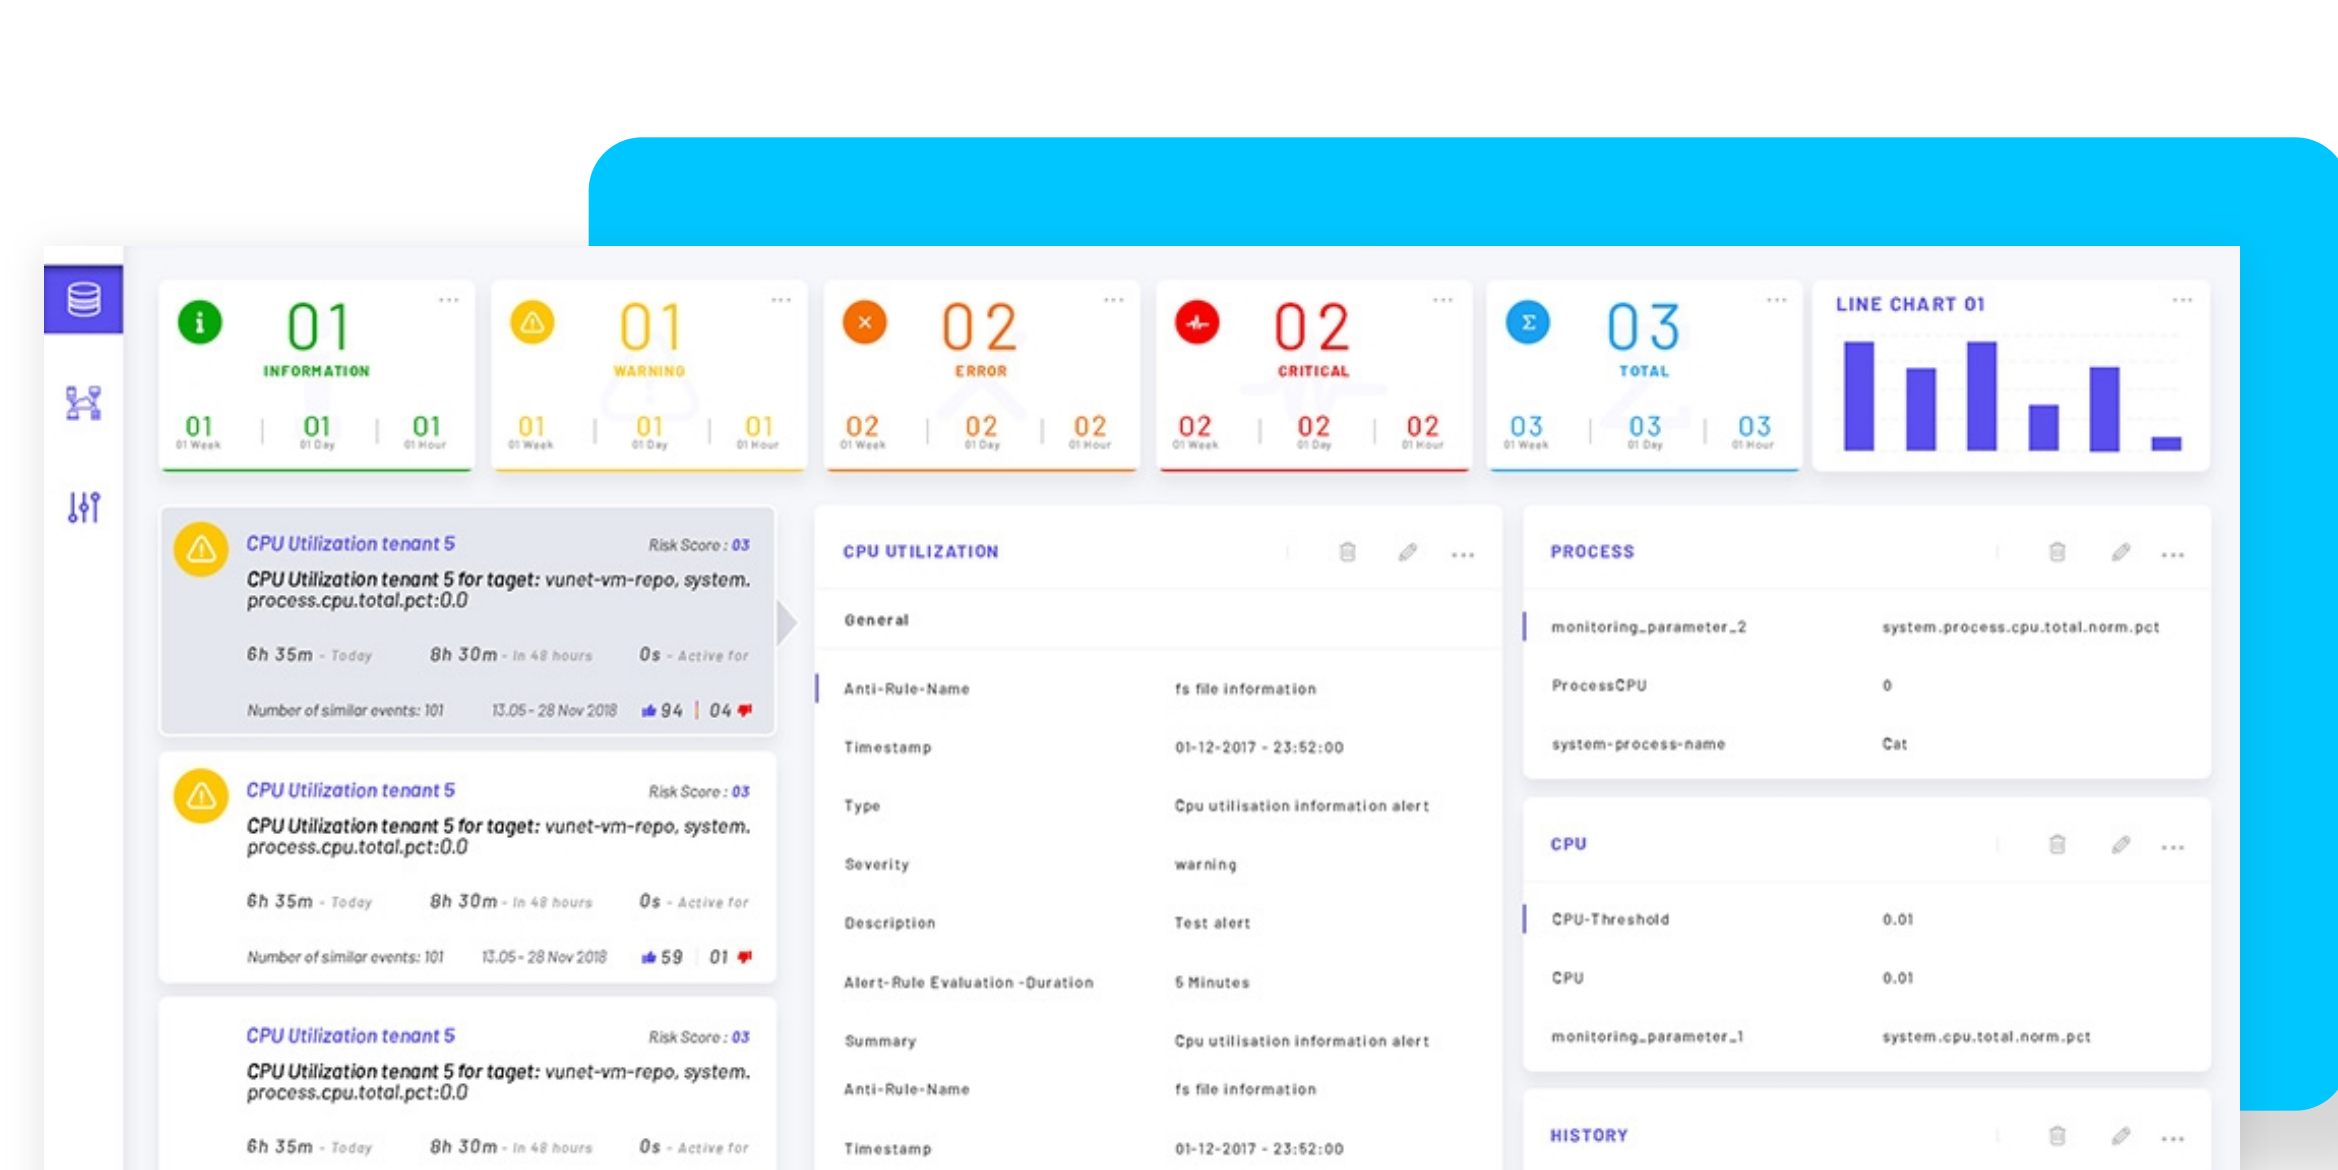 01
INFORMATION
01
01
01
01 Week
01 Day
01 Hour
01
WARNING
01
01
01
01 Week
01 Day
01 Hour
02
ERROR
02
02
02
01 Week
01 Day
01 Hour
02
CRITICAL
02
02
02
01 Week
01 Day
01 Hour
Σ
03
TOTAL
03
03
03
01 Week
01 Day
01 Hour
LINE CHART 01
CPU Utilization tenant 5
Risk Score : 03
CPU Utilization tenant 5 for taget: vunet-vm-repo, system.
process.cpu.total.pct:0.0
6h 35m - Today
8h 30m - In 48 hours
0s - Active for
Number of similar events: 101
13.05 - 28 Nov 2018
94
04
CPU Utilization tenant 5
Risk Score : 03
CPU Utilization tenant 5 for taget: vunet-vm-repo, system.
process.cpu.total.pct:0.0
6h 35m - Today
8h 30m - In 48 hours
0s - Active for
Number of similar events: 101
13.05 - 28 Nov 2018
59
01
CPU Utilization tenant 5
Risk Score : 03
CPU Utilization tenant 5 for taget: vunet-vm-repo, system.
process.cpu.total.pct:0.0
6h 35m - Today
8h 30m - In 48 hours
0s - Active for
CPU UTILIZATION
General
Anti-Rule-Name
fs file information
Timestamp
01-12-2017 - 23:52:00
Type
Cpu utilisation information alert
Severity
warning
Description
Test alert
Alert-Rule Evaluation -Duration
5 Minutes
Summary
Cpu utilisation information alert
Anti-Rule-Name
fs file information
Timestamp
01-12-2017 - 23:52:00
PROCESS
monitoring_parameter_2
system.process.cpu.total.norm.pct
ProcessCPU
0
system-process-name
Cat
CPU
CPU-Threshold
0.01
CPU
0.01
monitoring_parameter_1
system.cpu.total.norm.pct
HISTORY